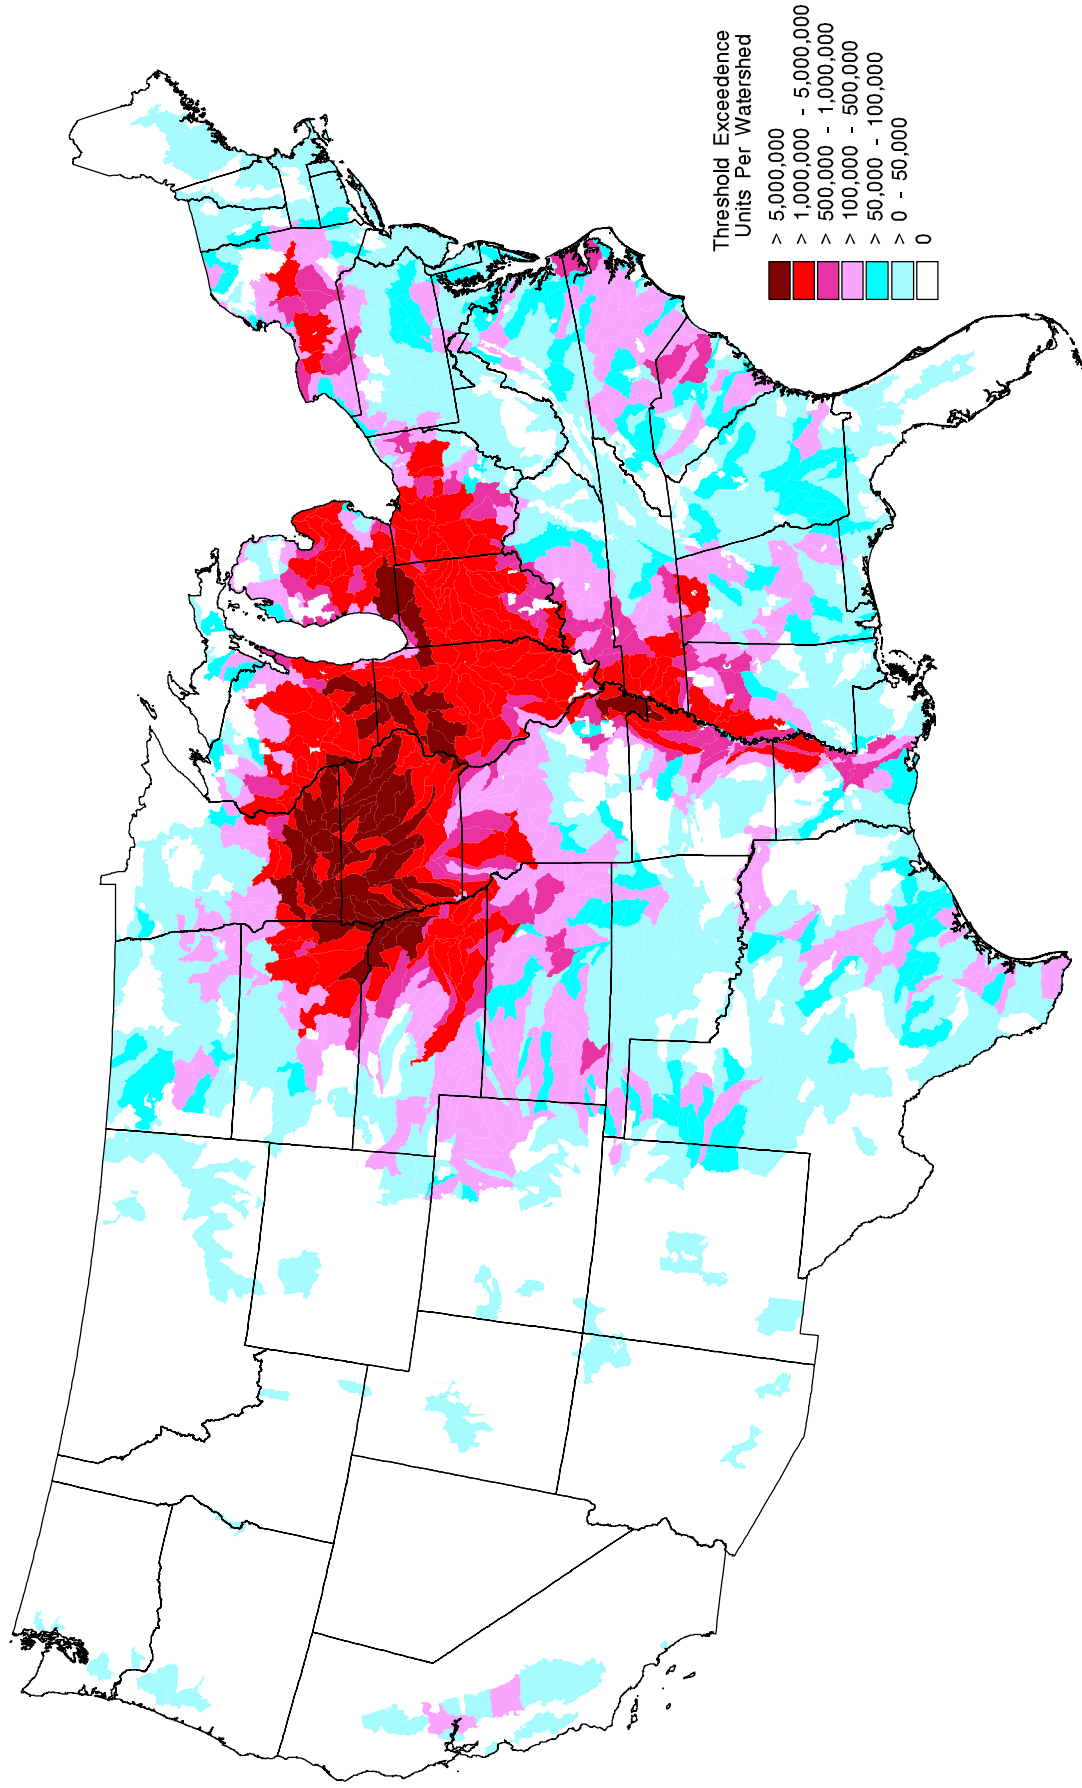 Threshold Exceedence
Units Per Watershed
> 5,000,000
> 1,000,000 - 5,000,000
> 500,000 - 1,000,000
> 100,000 - 500,000
> 50,000 - 100,000
> 0 - 50,000
0